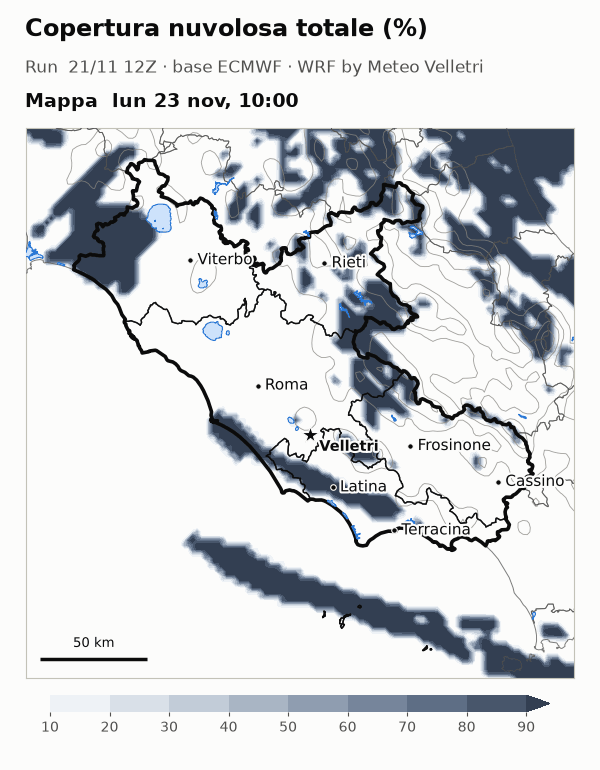 Copertura nuvolosa totale (%)
Run  21/11 12Z · base ECMWF · WRF by Meteo Velletri
Mappa  lun 23 nov, 10:00
Viterbo
Rieti
Roma
Velletri
Frosinone
Latina
Cassino
Terracina
50 km
10 20 30 40 50 60 70 80 90